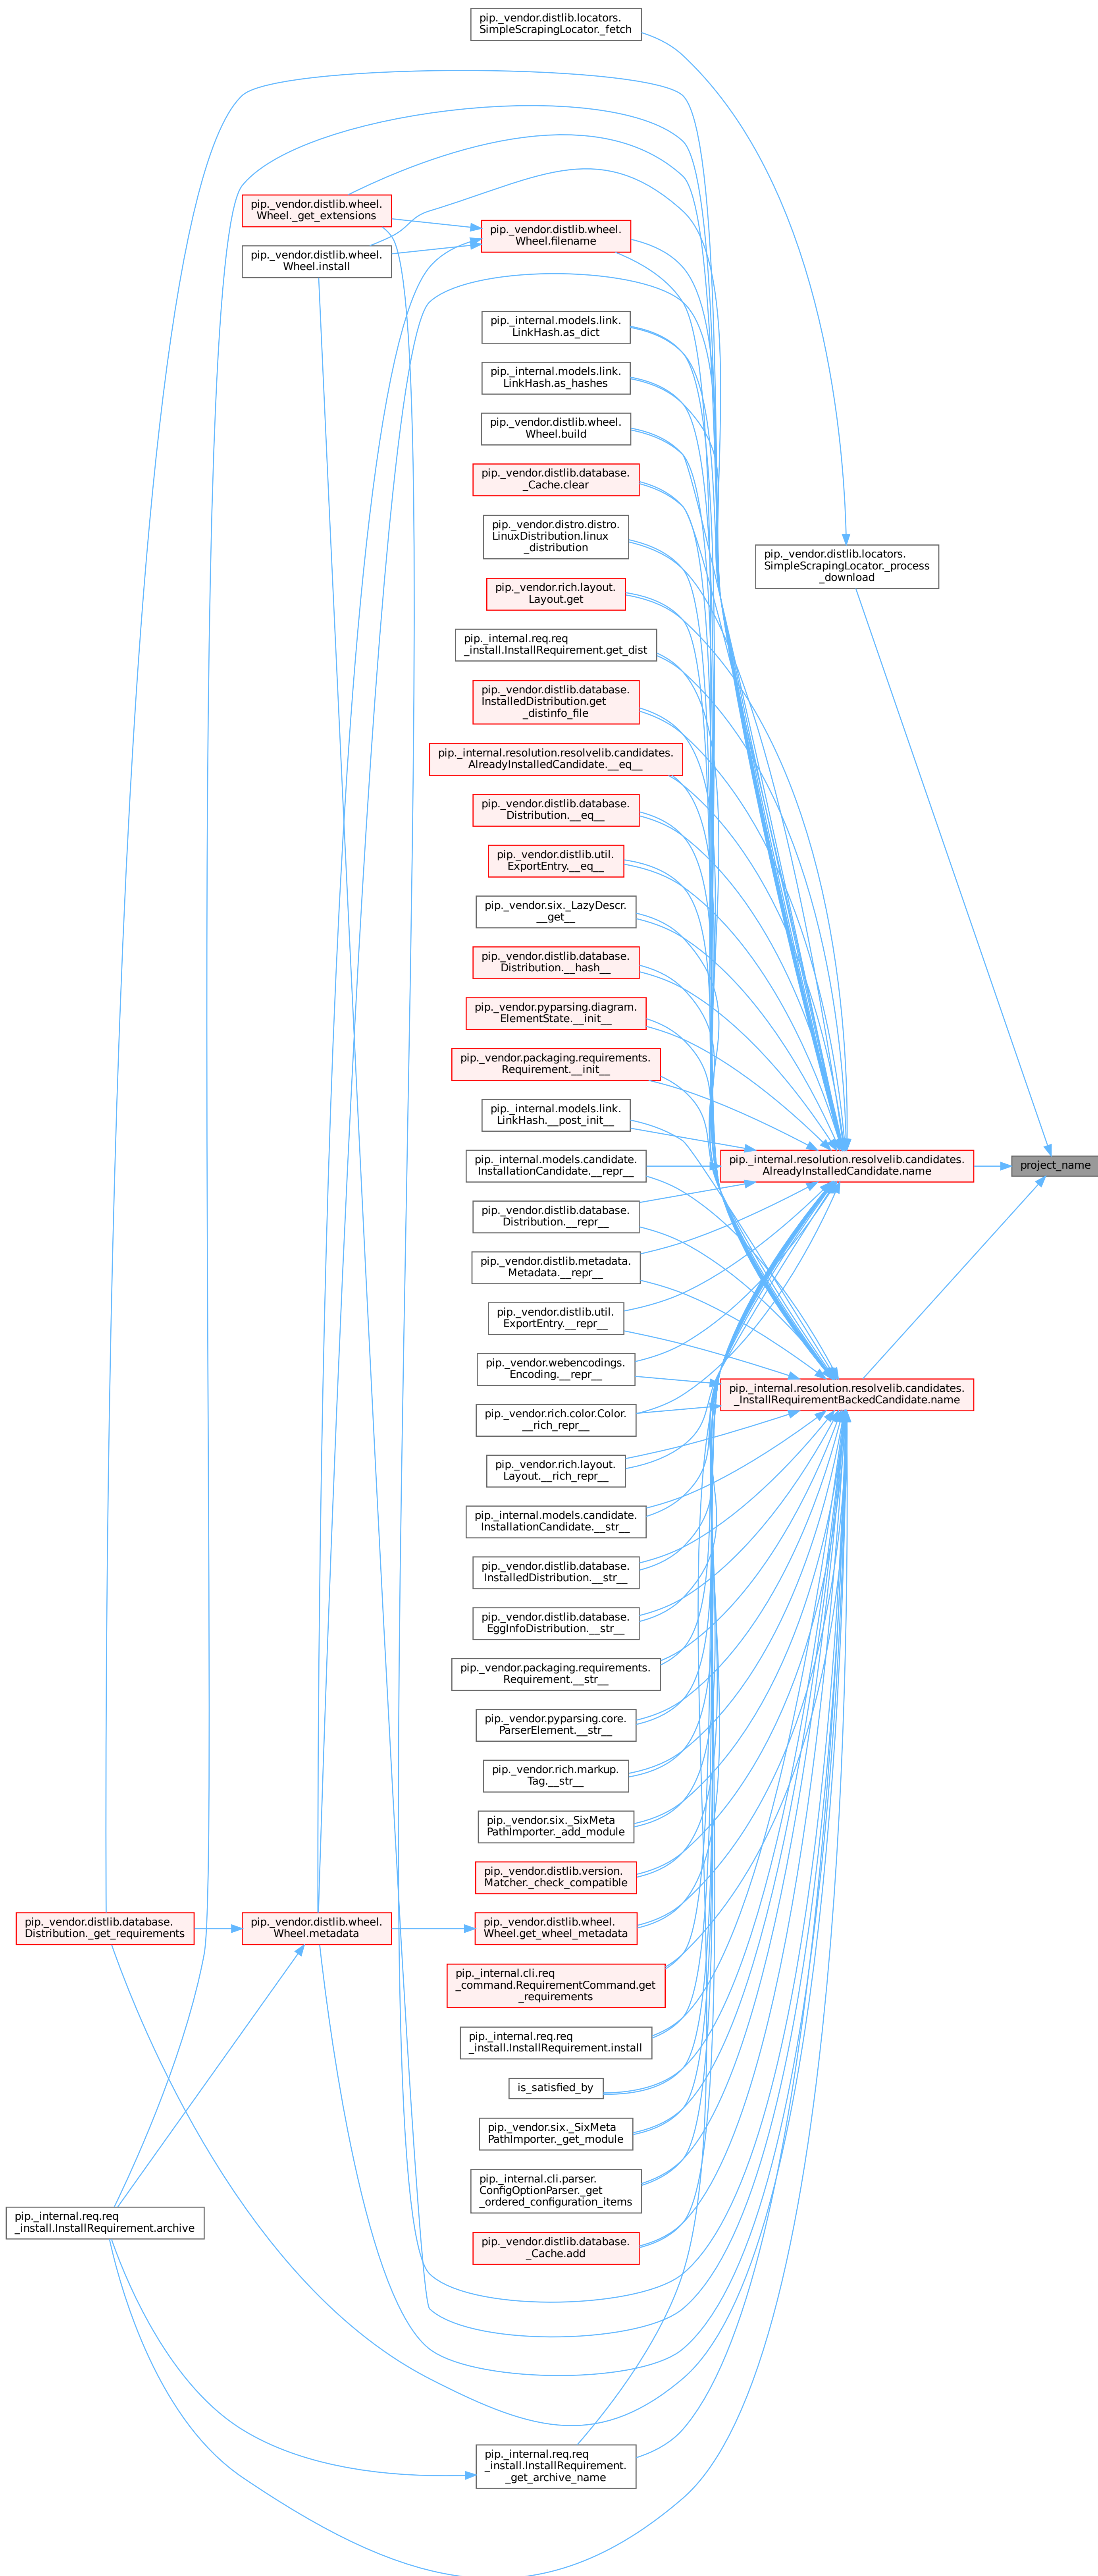 pip._vendor.distlib.locators.
SimpleScrapingLocator._fetch
pip._vendor.distlib.wheel.
Wheel._get_extensions
pip._vendor.distlib.wheel.
Wheel.filename
pip._vendor.distlib.wheel.
Wheel.install
pip._internal.models.link.
LinkHash.as_dict
pip._internal.models.link.
LinkHash.as_hashes
pip._vendor.distlib.wheel.
Wheel.build
pip._vendor.distlib.database.
_Cache.clear
pip._vendor.distro.distro.
LinuxDistribution.linux
_distribution
pip._vendor.distlib.locators.
SimpleScrapingLocator._process
_download
pip._vendor.rich.layout.
Layout.get
pip._internal.req.req
_install.InstallRequirement.get_dist
pip._vendor.distlib.database.
InstalledDistribution.get
_distinfo_file
pip._internal.resolution.resolvelib.candidates.
AlreadyInstalledCandidate.__eq__
pip._vendor.distlib.database.
Distribution.__eq__
pip._vendor.distlib.util.
ExportEntry.__eq__
pip._vendor.six._LazyDescr.
__get__
pip._vendor.distlib.database.
Distribution.__hash__
pip._vendor.pyparsing.diagram.
ElementState.__init__
pip._vendor.packaging.requirements.
Requirement.__init__
pip._internal.models.link.
LinkHash.__post_init__
pip._internal.models.candidate.
InstallationCandidate.__repr__
pip._internal.resolution.resolvelib.candidates.
AlreadyInstalledCandidate.name
project_name
pip._vendor.distlib.database.
Distribution.__repr__
pip._vendor.distlib.metadata.
Metadata.__repr__
pip._vendor.distlib.util.
ExportEntry.__repr__
pip._vendor.webencodings.
Encoding.__repr__
pip._internal.resolution.resolvelib.candidates.
_InstallRequirementBackedCandidate.name
pip._vendor.rich.color.Color.
__rich_repr__
pip._vendor.rich.layout.
Layout.__rich_repr__
pip._internal.models.candidate.
InstallationCandidate.__str__
pip._vendor.distlib.database.
InstalledDistribution.__str__
pip._vendor.distlib.database.
EggInfoDistribution.__str__
pip._vendor.packaging.requirements.
Requirement.__str__
pip._vendor.pyparsing.core.
ParserElement.__str__
pip._vendor.rich.markup.
Tag.__str__
pip._vendor.six._SixMeta
PathImporter._add_module
pip._vendor.distlib.version.
Matcher._check_compatible
pip._vendor.distlib.database.
Distribution._get_requirements
pip._vendor.distlib.wheel.
Wheel.metadata
pip._vendor.distlib.wheel.
Wheel.get_wheel_metadata
pip._internal.cli.req
_command.RequirementCommand.get
_requirements
pip._internal.req.req
_install.InstallRequirement.install
is_satisfied_by
pip._vendor.six._SixMeta
PathImporter._get_module
pip._internal.cli.parser.
ConfigOptionParser._get
_ordered_configuration_items
pip._internal.req.req
_install.InstallRequirement.archive
pip._vendor.distlib.database.
_Cache.add
pip._internal.req.req
_install.InstallRequirement.
_get_archive_name